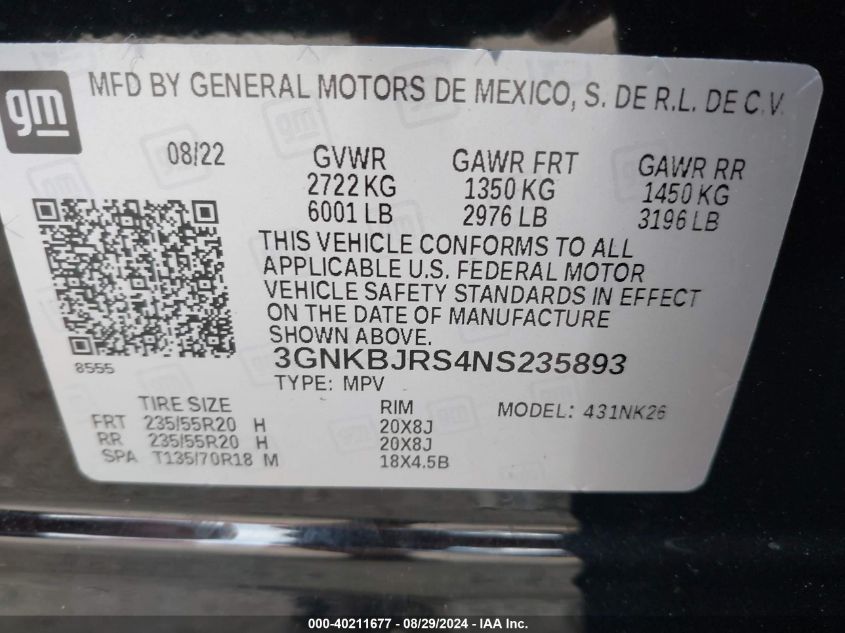 gm
MFD BY GENERAL MOTORS DE MEXICO, S. DE R.L. DE C.V.
08/22 GVWR GAWR FRT GAWR RR
2722 KG 1350 KG 1450 KG
6001 LB 2976 LB 3196 LB
THIS VEHICLE CONFORMS TO ALL
APPLICABLE U.S. FEDERAL MOTOR
VEHICLE SAFETY STANDARDS IN EFFECT
ON THE DATE OF MANUFACTURE
SHOWN ABOVE.
8555
3GNKBJRS4NS235893
TYPE: MPV
TIRE SIZE RIM MODEL: 431NK26
FRT 235/55R20 H 20X8J
RR 235/55R20 H 20X8J
SPA T135/70R18 M 18X4.5B
000-40211677 - 08/29/2024 - IAA Inc.